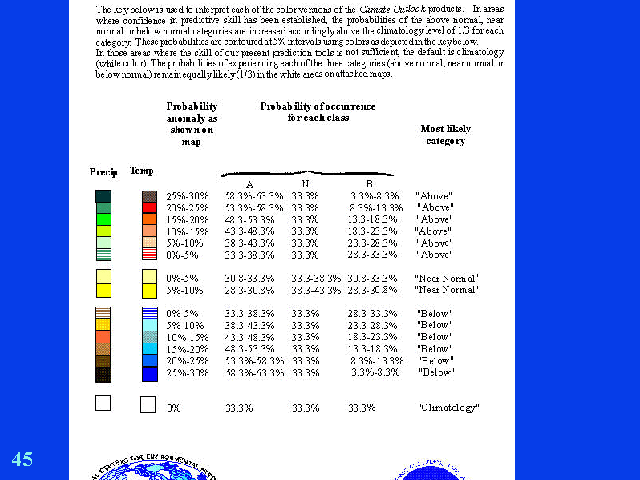 The key below is used to interpret each of the color versions of the Climate Outlook products. In areas
where confidence in predictive skill has been established, the probabilities of the above normal, near
normal or below normal categories are increased accordingly above the climatology level of 1/3 for each
category. These probabilities are contoured at 5% intervals using colors as depicted in the key below.
In those areas where the skill of our present prediction tools is not sufficient, the default is climatology
(white color). The probabilities of experiencing each of the three categories (above normal, near normal or
below normal) remain equally likely (1/3) in the white areas on attached maps.
Probability anomaly as shown on map
Probability of occurrence for each class
Most likely category
Precip Temp
A N B
25%-30% 58.3%-63.3% 33.3% 3.3%-8.3% "Above"
20%-25% 53.3%-58.3% 33.3% 8.3%-13.3% "Above"
15%-20% 48.3-53.3% 33.3% 13.3-18.3% "Above"
10%-15% 43.3-48.3% 33.3% 18.3-23.3% "Above"
5%-10% 38.3-43.3% 33.3% 23.3-28.3% "Above"
0%-5% 33.3-38.3% 33.3% 28.3-33.3% "Above"
0%-5% 30.8-33.3% 33.3-38.3% 30.8-33.3% "Near Normal"
5%-10% 28.3-30.8% 38.3-43.3% 28.3-30.8% "Near Normal"
0%-5% 33.3-38.3% 33.3% 28.3-33.3% "Below"
5%-10% 38.3-43.3% 33.3% 23.3-28.3% "Below"
10%-15% 43.3-48.3% 33.3% 18.3-23.3% "Below"
15%-20% 48.3-53.3% 33.3% 13.3-18.3% "Below"
20%-25% 53.3%-58.3% 33.3% 8.3%-13.3% "Below"
25%-30% 58.3%-63.3% 33.3% 3.3%-8.3% "Below"
0% 33.3% 33.3% 33.3% "Climatology"
45